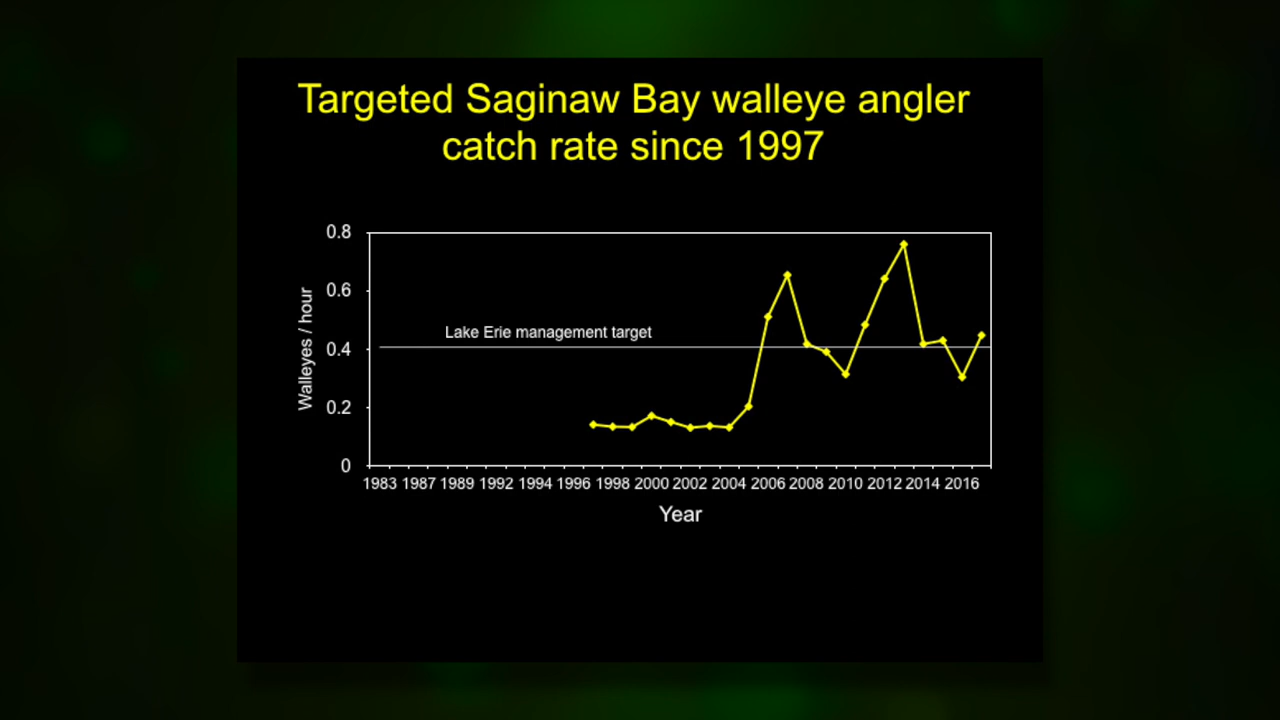 Targeted Saginaw Bay walleye angler
catch rate since 1997
0.8
0.6
0.4
0.2
0
Walleyes / hour
Lake Erie management target
1983 1987 1989 1992 1994 1996 1998 2000 2002 2004 2006 2008 2010 2012 2014 2016
Year